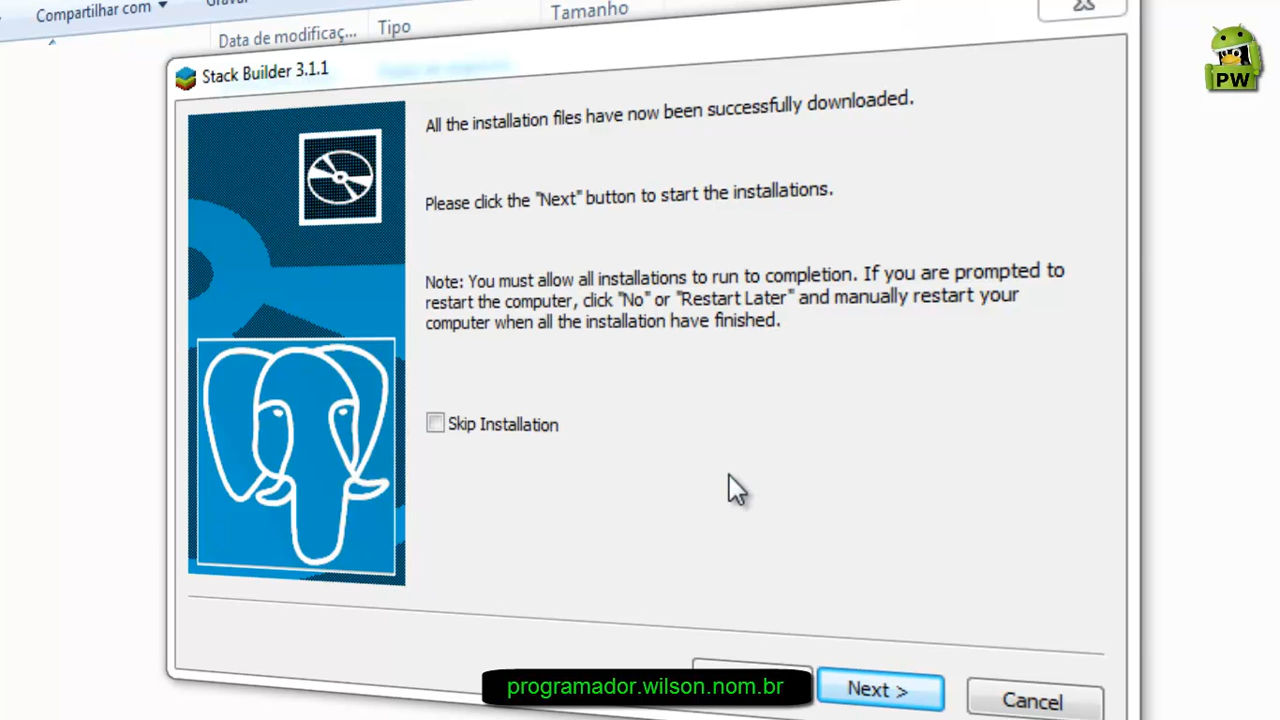 Compartilhar com
Gravar
Data de modificaç...
Tipo
Tamanho
Stack Builder 3.1.1
PW
All the installation files have now been successfully downloaded.
Please click the "Next" button to start the installations.
Note: You must allow all installations to run to completion. If you are prompted to
restart the computer, click "No" or "Restart Later" and manually restart your
computer when all the installation have finished.
Skip Installation
programador.wilson.nom.br
Next >
Cancel